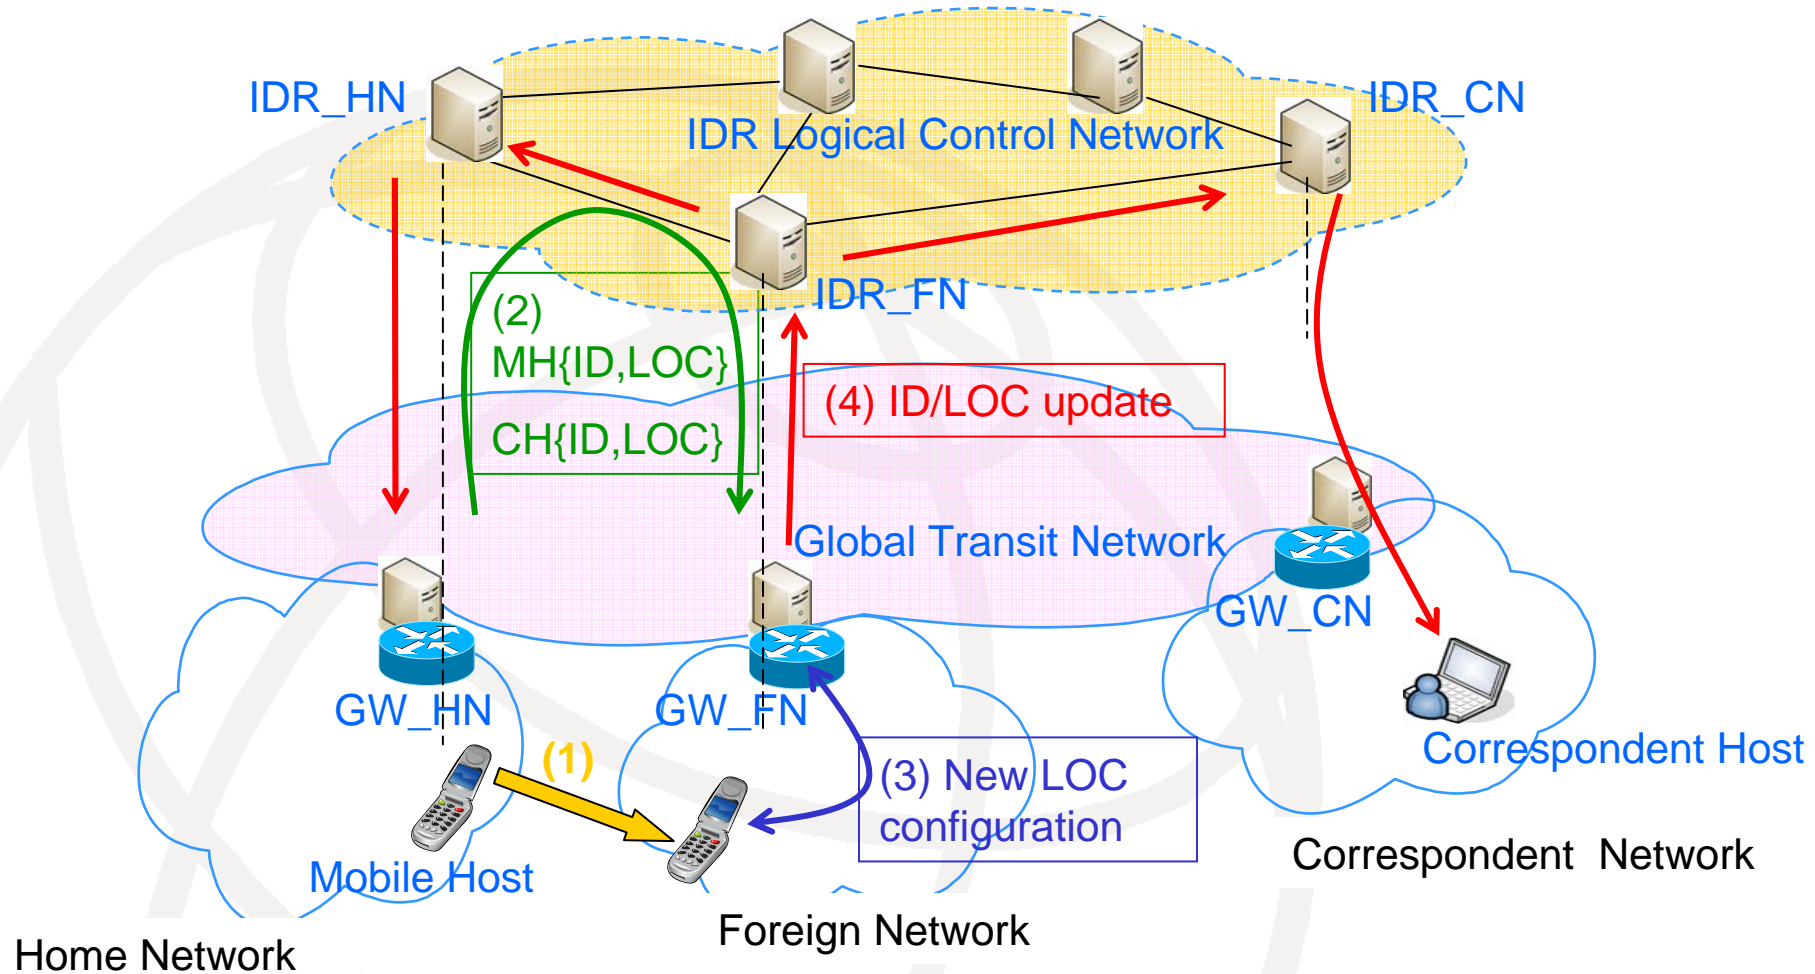 IDR_HN
IDR_CN
IDR Logical Control Network
IDR_FN
(2)
MH{ID,LOC}
CH{ID,LOC}
(4) ID/LOC update
Global Transit Network
GW_CN
GW_HN
GW_FN
(1)
(3) New LOC
configuration
Correspondent Host
Mobile Host
Correspondent Network
Foreign Network
Home Network